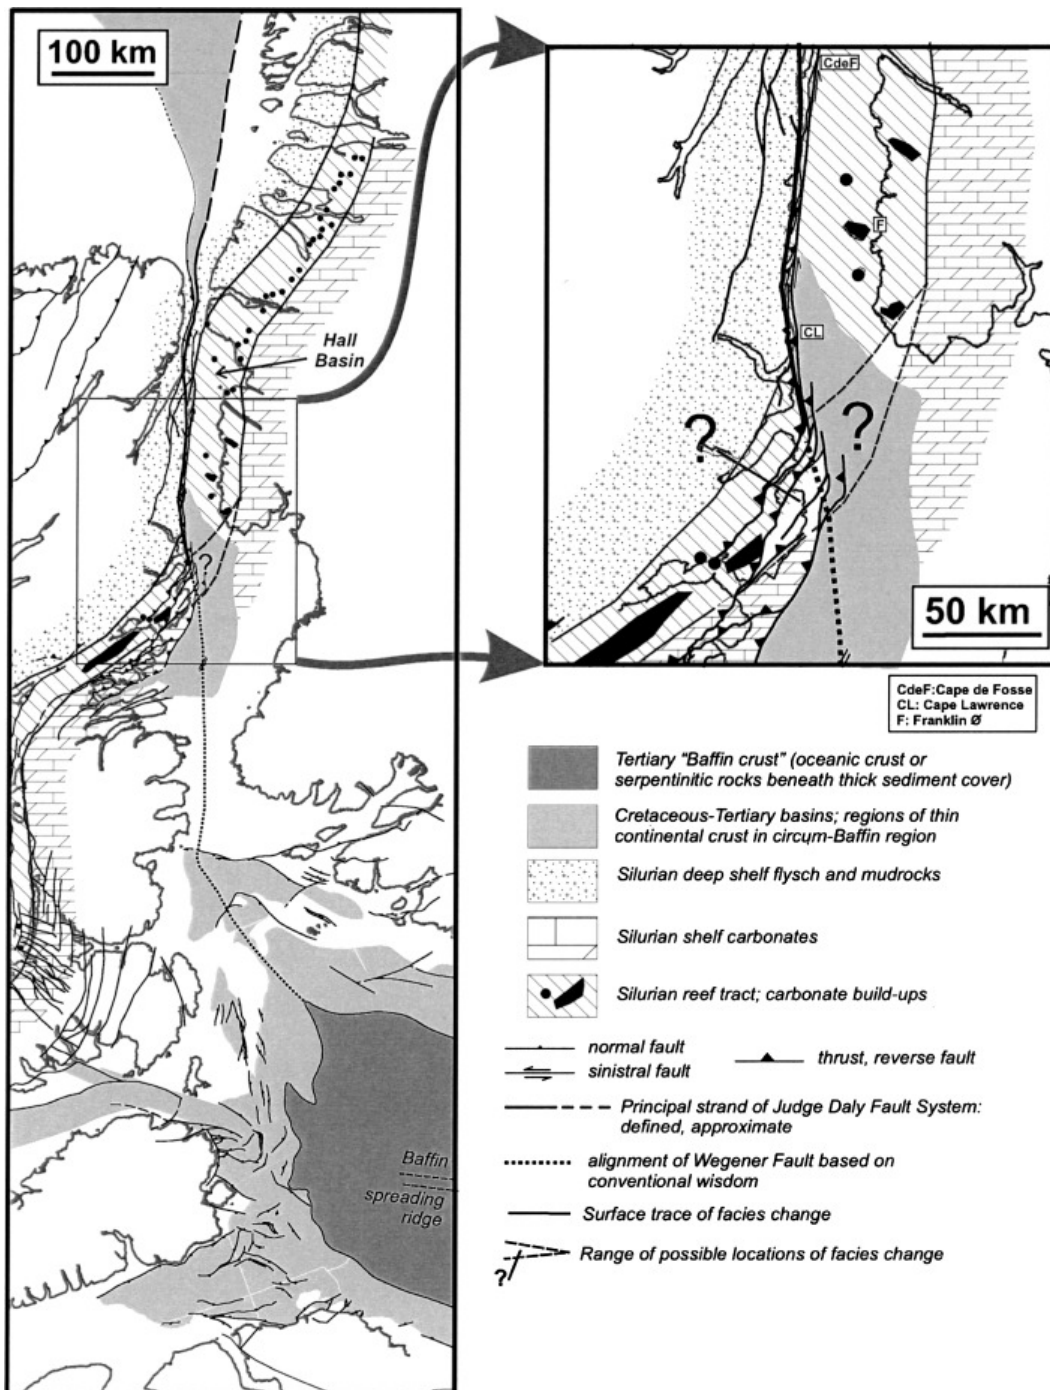 100 km
Hall
Basin
?
Baffin
spreading
ridge
CdeF
F
CL
?
?
50 km
CdeF:Cape de Fosse
CL: Cape Lawrence
F: Franklin Ø
Tertiary "Baffin crust" (oceanic crust or
serpentinitic rocks beneath thick sediment cover)
Cretaceous-Tertiary basins; regions of thin
continental crust in circum-Baffin region
Silurian deep shelf flysch and mudrocks
Silurian shelf carbonates
Silurian reef tract; carbonate build-ups
normal fault
thrust, reverse fault
sinistral fault
Principal strand of Judge Daly Fault System:
defined, approximate
alignment of Wegener Fault based on
conventional wisdom
Surface trace of facies change
Range of possible locations of facies change
?